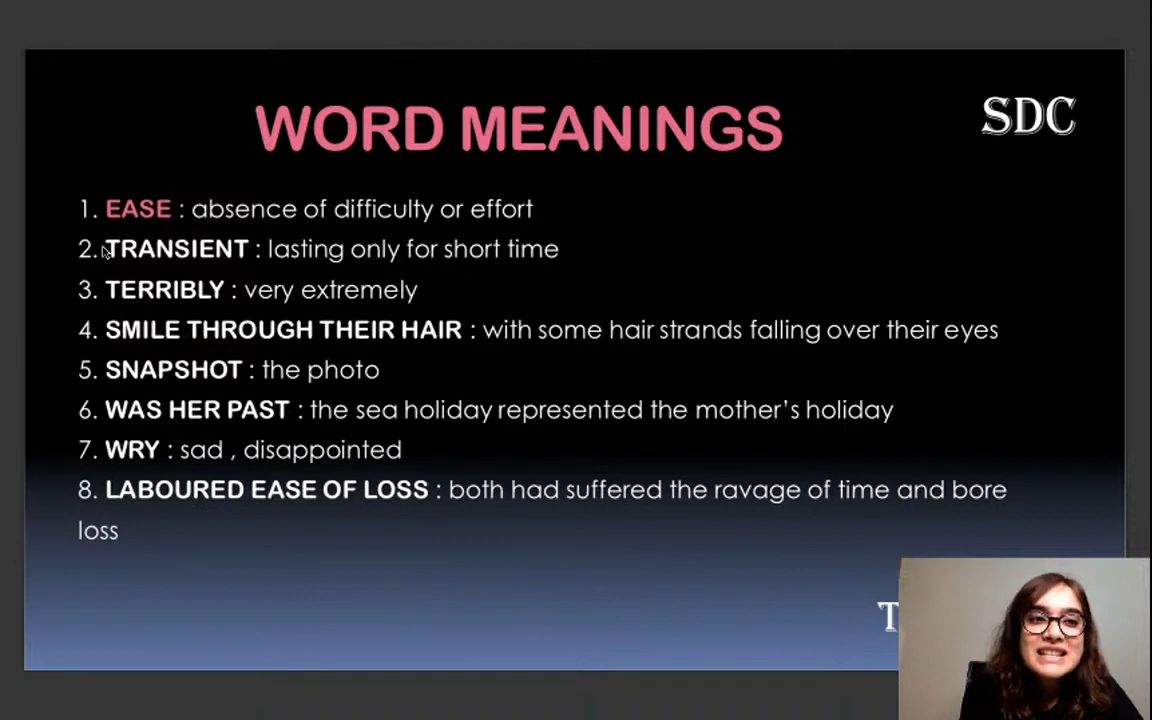 WORD MEANINGS
SDC
1. EASE : absence of difficulty or effort
2. TRANSIENT : lasting only for short time
3. TERRIBLY : very extremely
4. SMILE THROUGH THEIR HAIR : with some hair strands falling over their eyes
5. SNAPSHOT : the photo
6. WAS HER PAST : the sea holiday represented the mother's holiday
7. WRY : sad , disappointed
8. LABOURED EASE OF LOSS : both had suffered the ravage of time and bore
loss